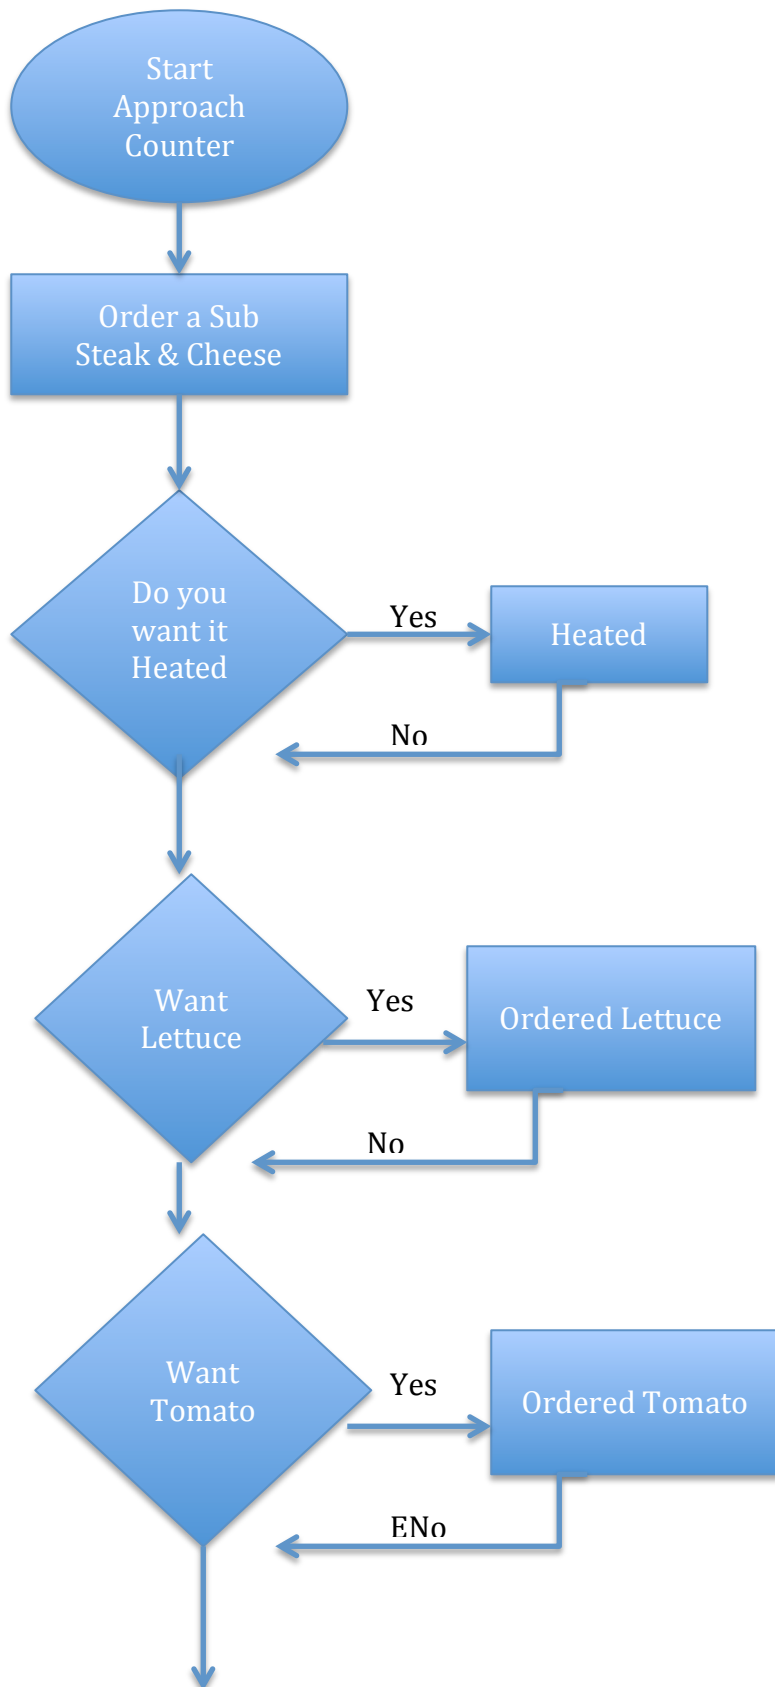 Start
Approach
Counter
Order a Sub
Steak & Cheese
Do you
want it
Heated
Yes
Heated
No
Want
Lettuce
Yes
Ordered Lettuce
No
Want
Tomato
Yes
Ordered Tomato
ENo